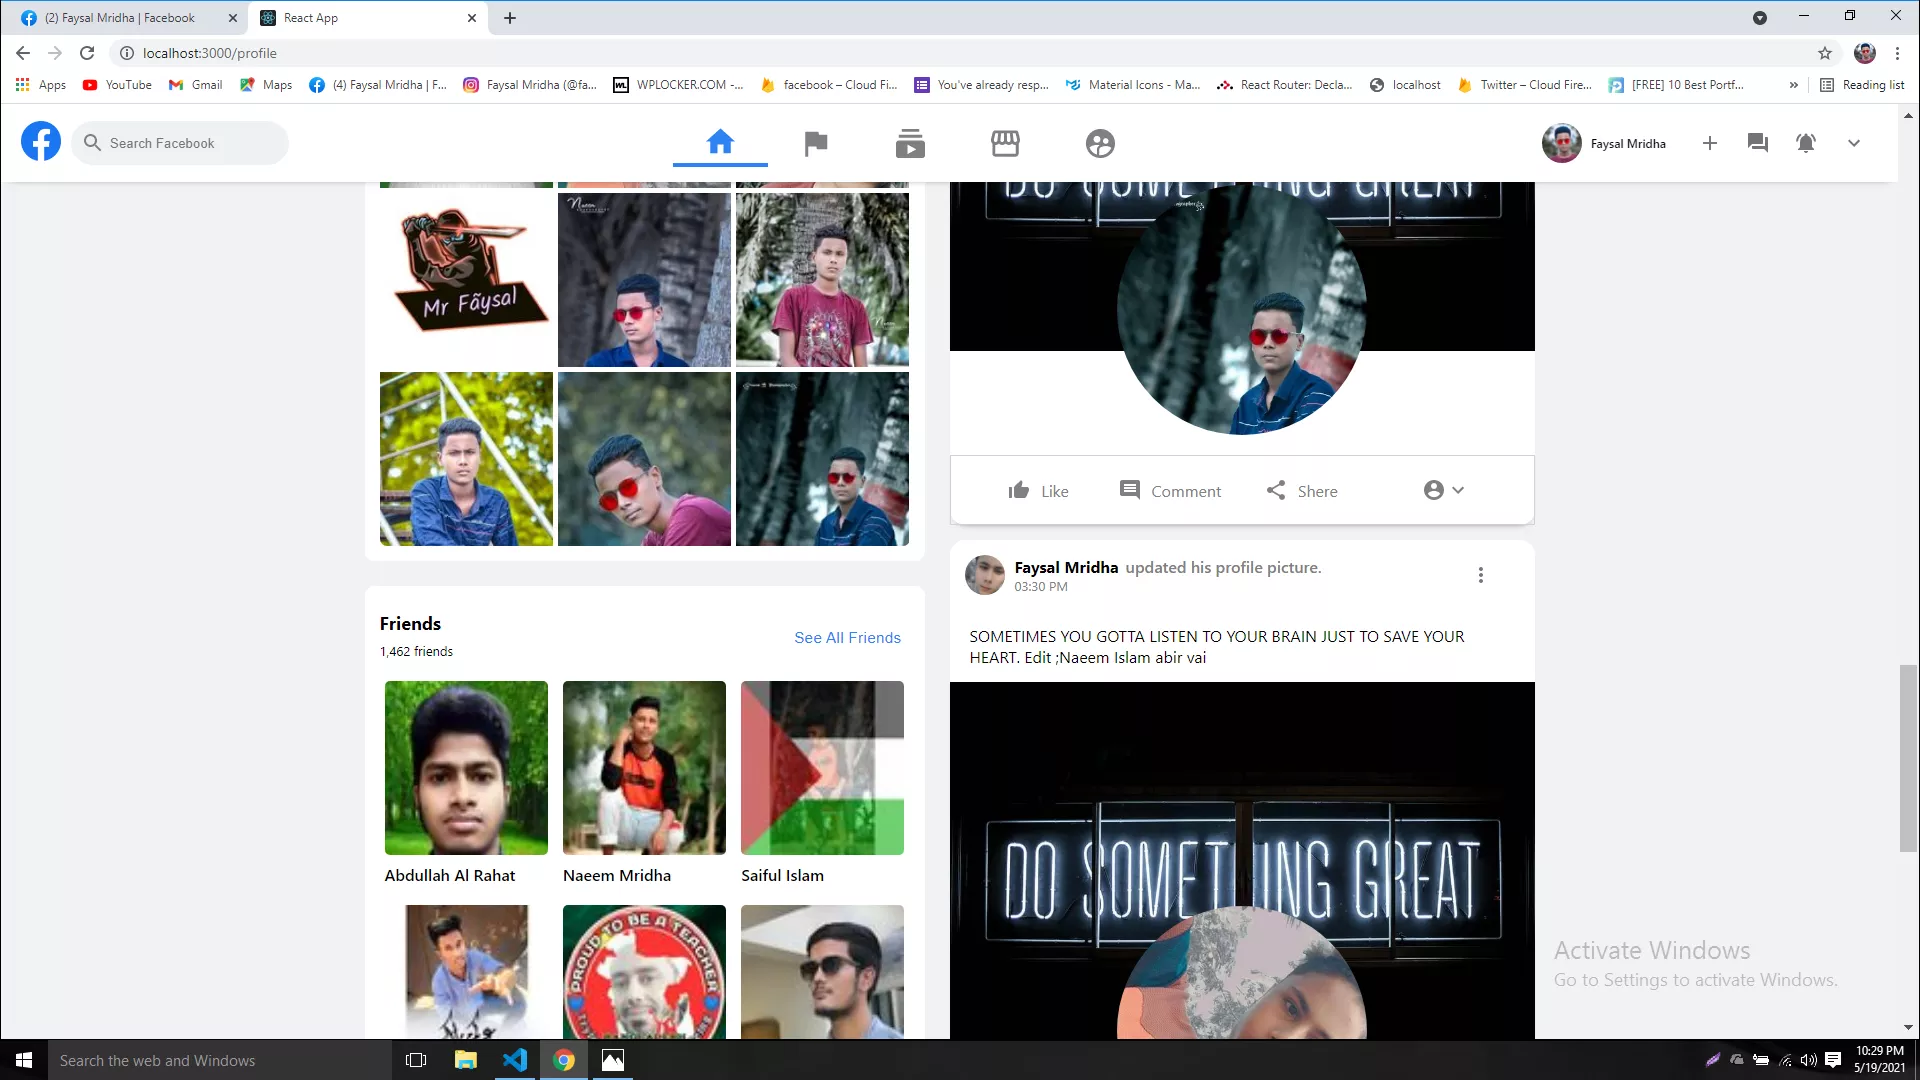 (2) Faysal Mridha | Facebook
React App
localhost:3000/profile
Apps
YouTube
Gmail
Maps
(4) Faysal Mridha | F...
Faysal Mridha (@fa...
WPLOCKER.COM -...
facebook – Cloud Fi...
You've already resp...
Material Icons - Ma...
React Router: Decla...
localhost
Twitter – Cloud Fire...
[FREE] 10 Best Portf...
»
Reading list
Search Facebook
Faysal Mridha
DO SOMETHING GREAT
Mr Fãysal
Like
Comment
Share
Faysal Mridha updated his profile picture.
03:30 PM
SOMETIMES YOU GOTTA LISTEN TO YOUR BRAIN JUST TO SAVE YOUR
HEART. Edit ;Naeem Islam abir vai
DO SOMETHING GREAT
Friends
1,462 friends
See All Friends
Abdullah Al Rahat
Naeem Mridha
Saiful Islam
PROUD TO BE A TEACHER
Activate Windows
Go to Settings to activate Windows.
Search the web and Windows
10:29 PM
5/19/2021